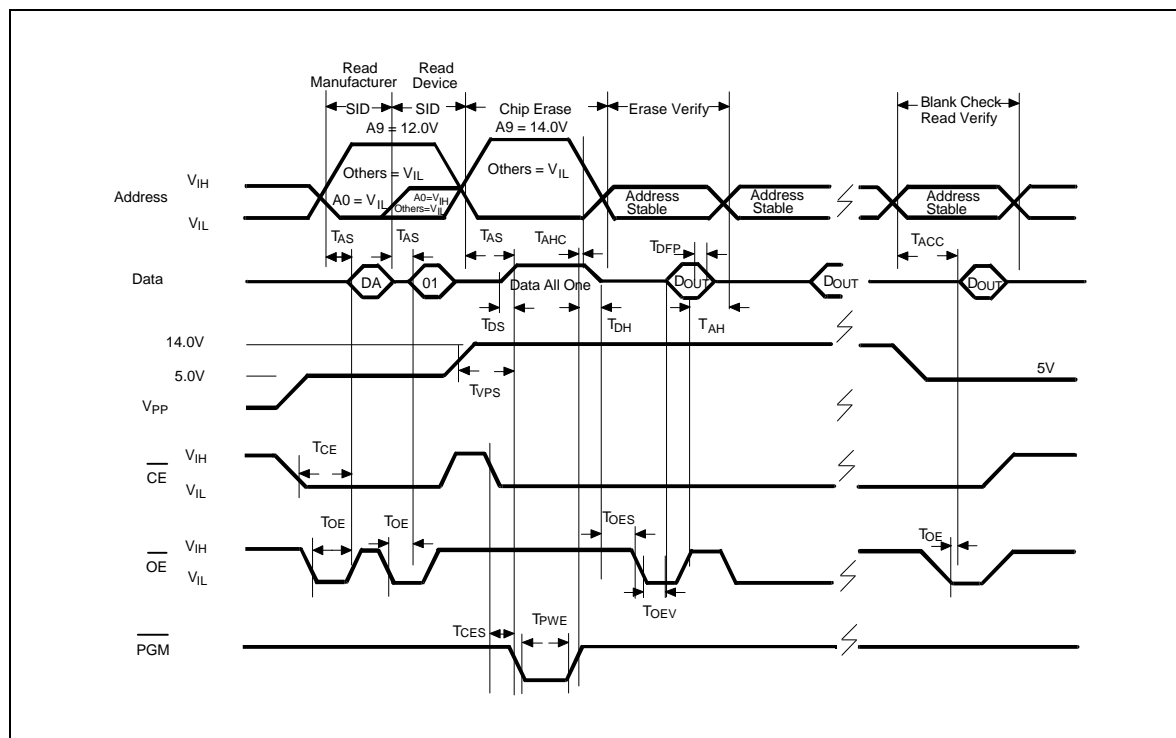 Read Manufacturer
Read Device
SID
SID
Chip Erase
Erase Verify
Blank Check
Read Verify
A9 = 12.0V
A9 = 14.0V
Others = VIL
Others = VIL
Address
VIH
VIL
A0 = VIL
A0=VIH
Others=VIL
Address Stable
Address Stable
Address Stable
TAS
TAS
TAS
TAHC
TDFP
TACC
Data
DA
01
Data All One
DOUT
DOUT
DOUT
TDS
TDH
TAH
14.0V
5.0V
VPP
TVPS
5V
CE
VIH
VIL
TCE
OE
VIH
VIL
TOE
TOE
TOES
TOE
TOEV
PGM
TCES
TPWE